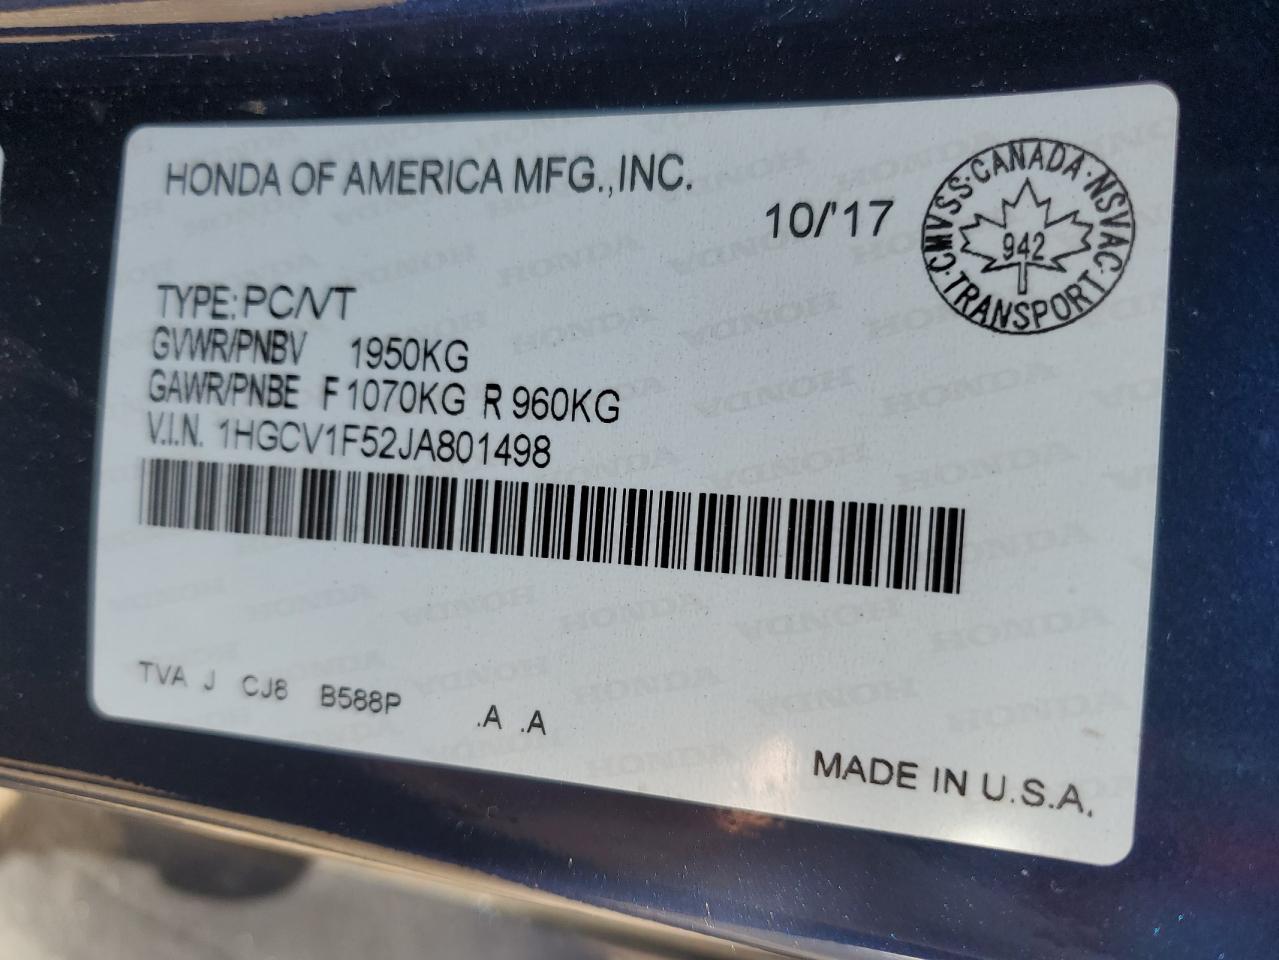 HONDA OF AMERICA MFG.,INC.
10/'17
CMVSS·CANADA·NSVAC·TRANSPORT·
942
TYPE: PC/VT
GVWR/PNBV 1950KG
GAWR/PNBE F 1070KG R 960KG
V.I.N. 1HGCV1F52JA801498
TVA J CJ8 B588P .A .A
MADE IN U.S.A.